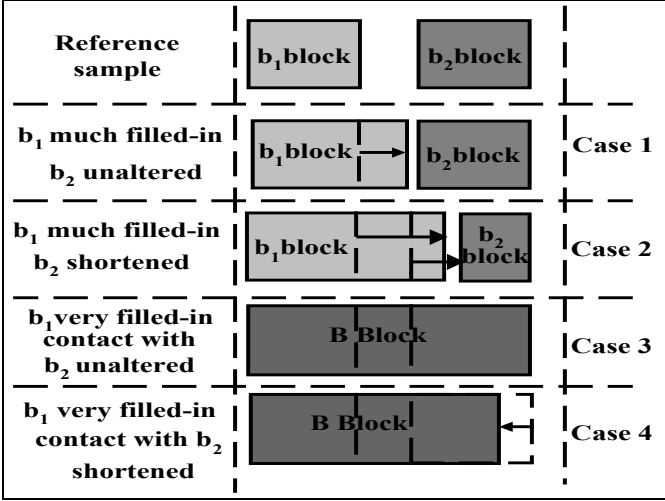 Reference
sample
b₁block
b₂block
b₁ much filled-in
b₂ unaltered
b₁block
b₂block
Case 1
b₁ much filled-in
b₂ shortened
b₁block
b₂
block
Case 2
b₁very filled-in
contact with
b₂ unaltered
B Block
Case 3
b₁ very filled-in
contact with b₂
shortened
B Block
Case 4